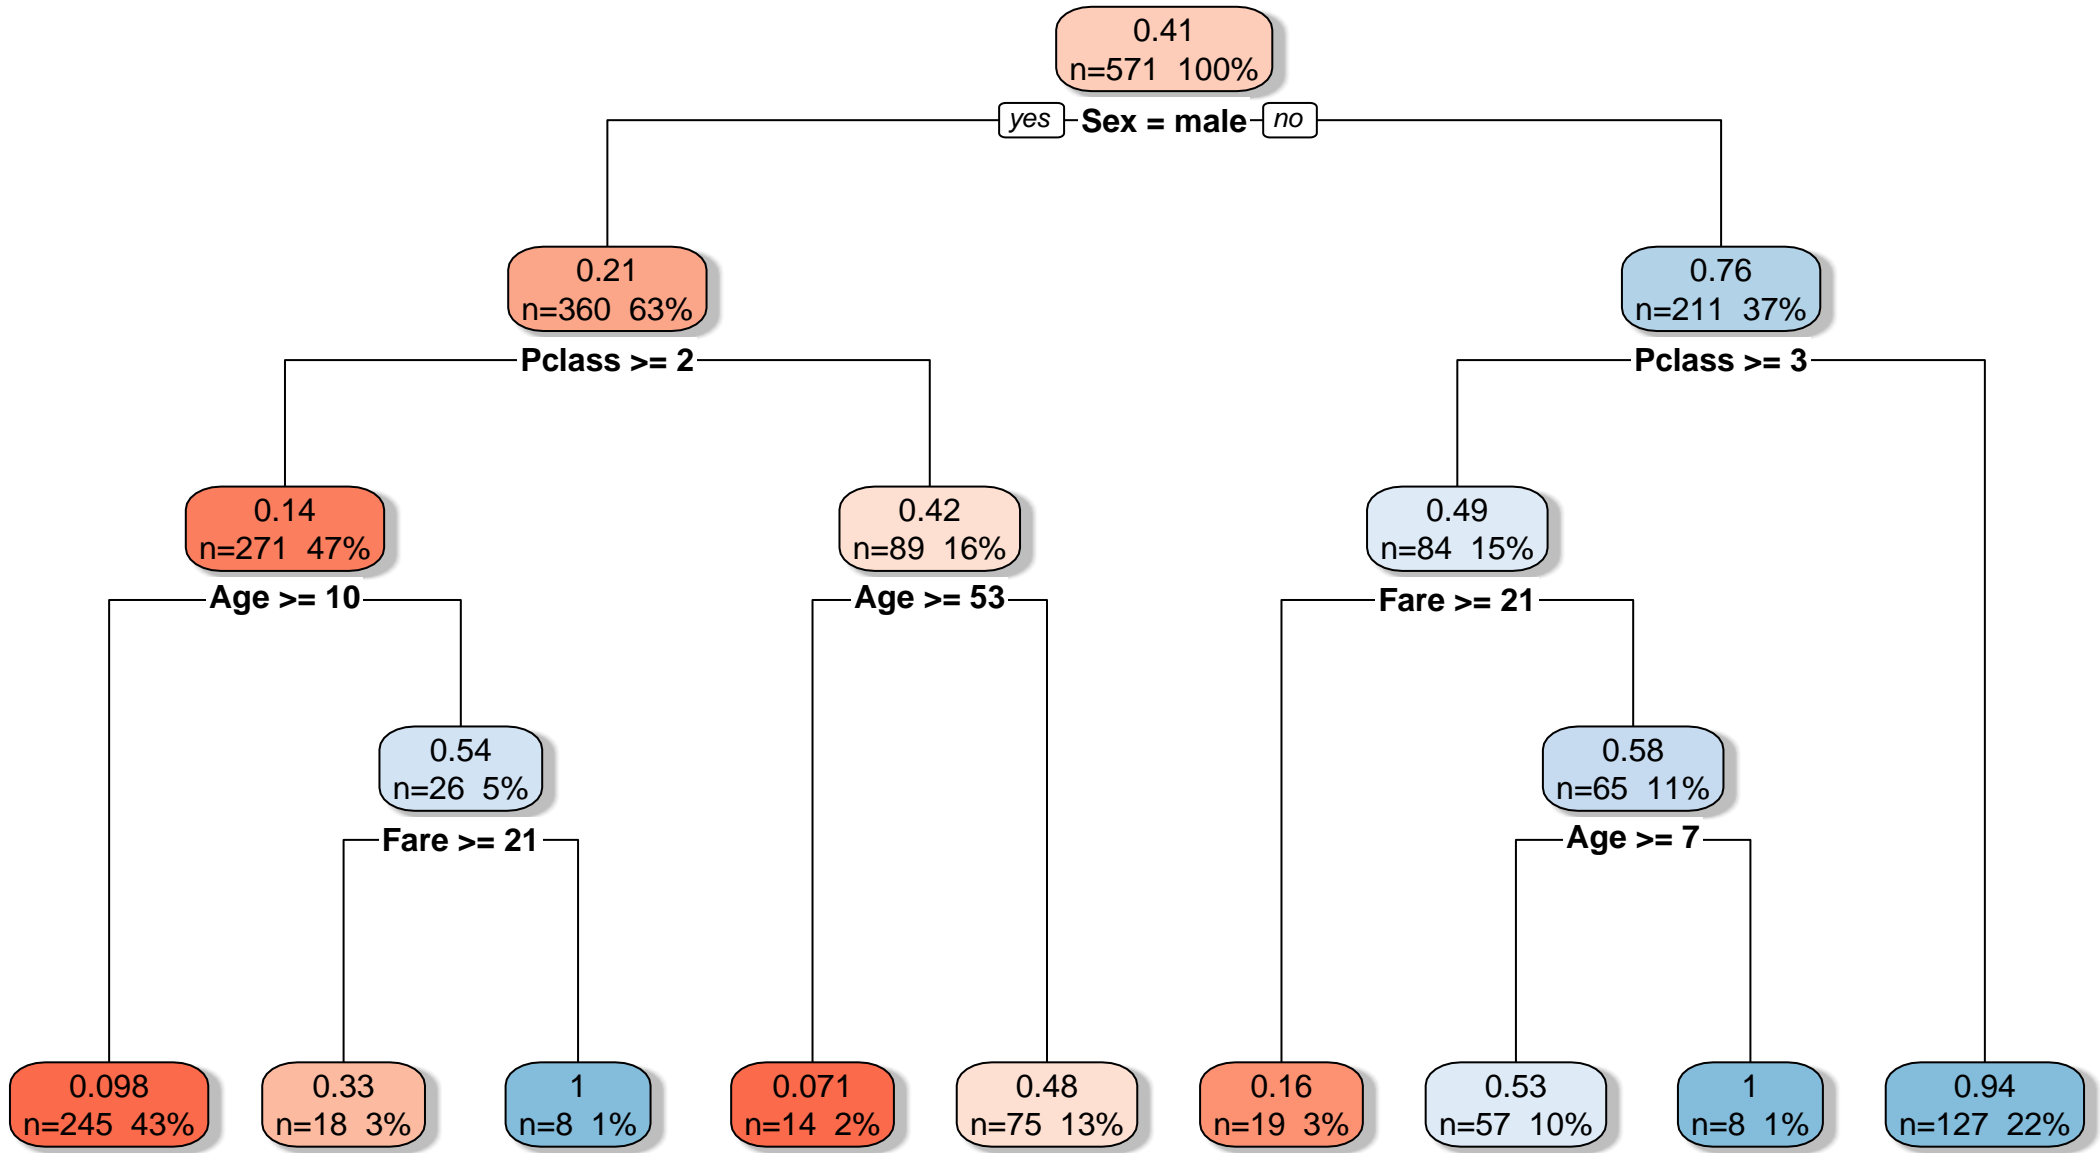 0.41
n=571 100%
yes Sex = male no
0.21
n=360 63%
0.76
n=211 37%
Pclass >= 2
Pclass >= 3
0.14
n=271 47%
0.42
n=89 16%
0.49
n=84 15%
Age >= 10
Age >= 53
Fare >= 21
0.54
n=26 5%
0.58
n=65 11%
Fare >= 21
Age >= 7
0.098
n=245 43%
0.33
n=18 3%
1
n=8 1%
0.071
n=14 2%
0.48
n=75 13%
0.16
n=19 3%
0.53
n=57 10%
1
n=8 1%
0.94
n=127 22%